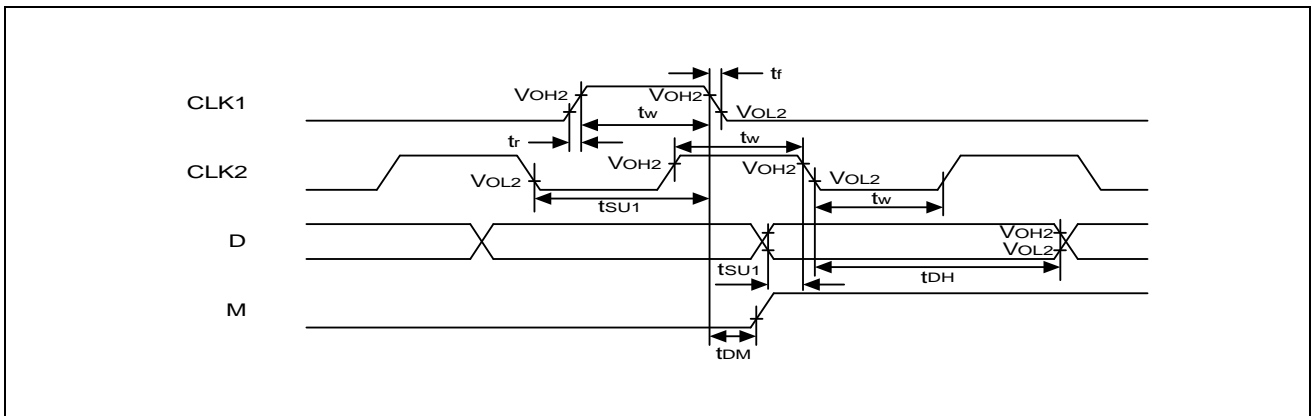 tf
CLK1
VOH2
VOH2
VOL2
tw
tr
tw
CLK2
VOH2
VOH2
VOL2
VOL2
tw
tSU1
D
VOH2
VOL2
tSU1
tDH
M
tDM